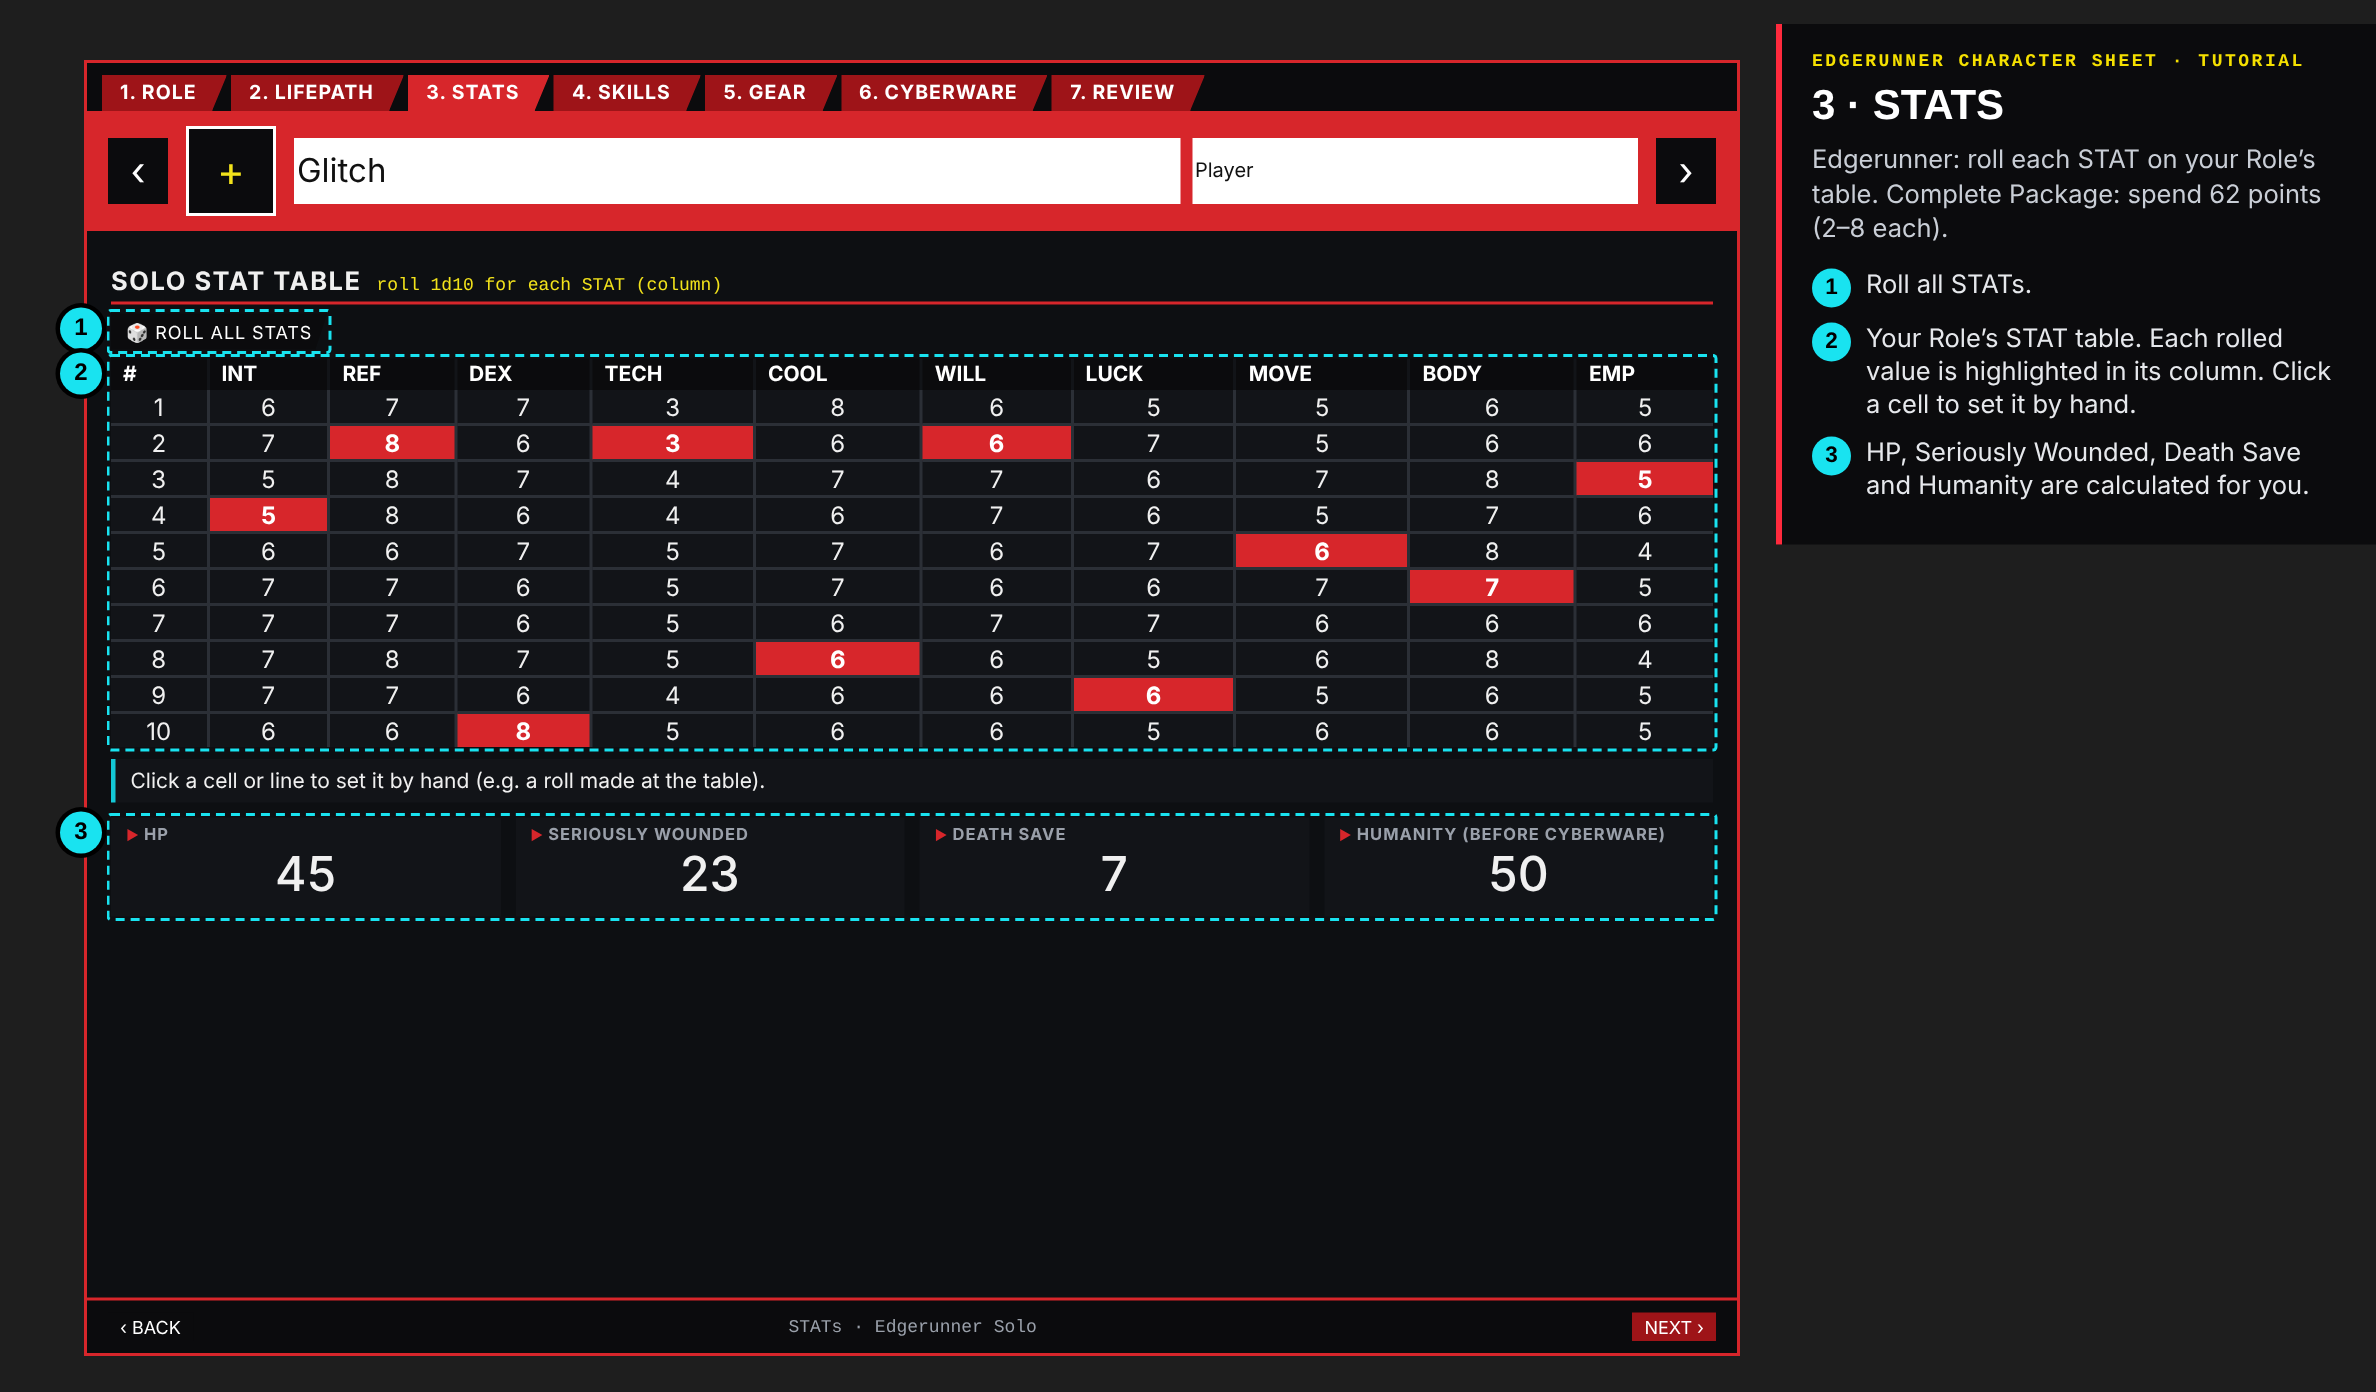 1. ROLE 2. LIFEPATH 3. STATS 4. SKILLS 5. GEAR 6. CYBERWARE 7. REVIEW
‹ + Glitch Player ›
SOLO STAT TABLE roll 1d10 for each STAT (column)
1 🎲 ROLL ALL STATS
2 # INT REF DEX TECH COOL WILL LUCK MOVE BODY EMP
1 6 7 7 3 8 6 5 5 6 5
2 7 8 6 3 6 6 7 5 6 6
3 5 8 7 4 7 7 6 7 8 5
4 5 8 6 4 6 7 6 5 7 6
5 6 6 7 5 7 6 7 6 8 4
6 7 7 6 5 7 6 6 7 7 5
7 7 7 6 5 6 7 7 6 6 6
8 7 8 7 5 6 6 5 6 8 4
9 7 7 6 4 6 6 6 5 6 5
10 6 6 8 5 6 6 5 6 6 5
Click a cell or line to set it by hand (e.g. a roll made at the table).
3 ▶ HP ▶ SERIOUSLY WOUNDED ▶ DEATH SAVE ▶ HUMANITY (BEFORE CYBERWARE)
45 23 7 50
‹ BACK STATs · Edgerunner Solo NEXT ›
EDGERUNNER CHARACTER SHEET · TUTORIAL
3 · STATS
Edgerunner: roll each STAT on your Role’s
table. Complete Package: spend 62 points
(2–8 each).
1 Roll all STATs.
2 Your Role’s STAT table. Each rolled
value is highlighted in its column. Click
a cell to set it by hand.
3 HP, Seriously Wounded, Death Save
and Humanity are calculated for you.